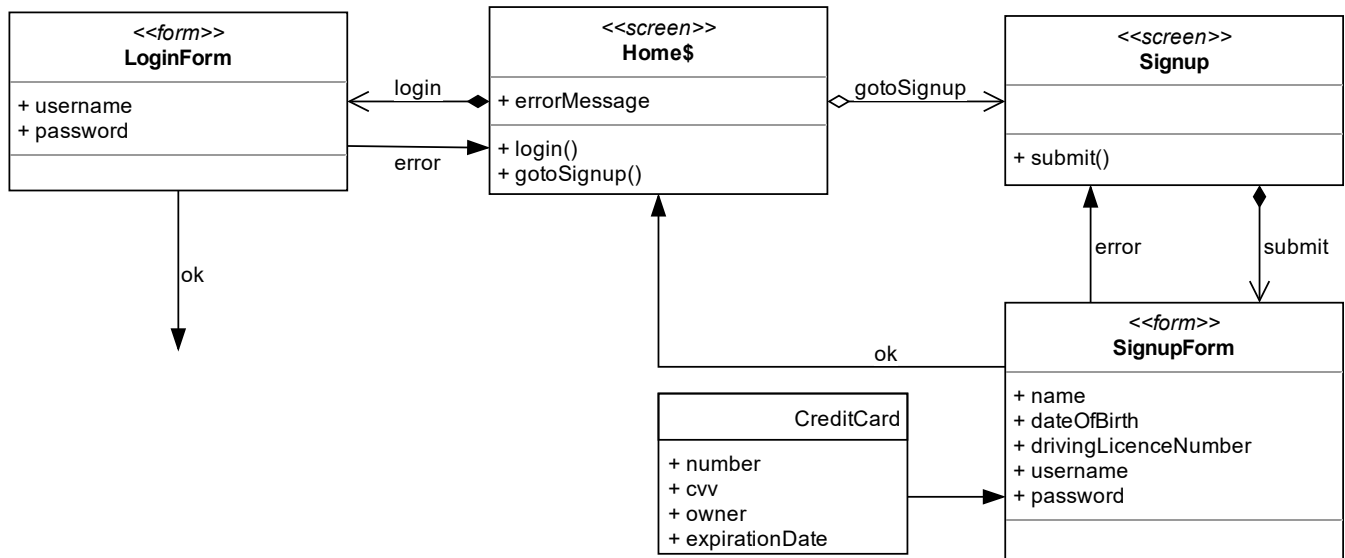 <<form>>
LoginForm
+ username
+ password
login
error
ok
<<screen>>
Home$
+ errorMessage
+ login()
+ gotoSignup()
gotoSignup
<<screen>>
Signup
+ submit()
error
submit
ok
<<form>>
SignupForm
+ name
+ dateOfBirth
+ drivingLicenceNumber
+ username
+ password
CreditCard
+ number
+ cvv
+ owner
+ expirationDate